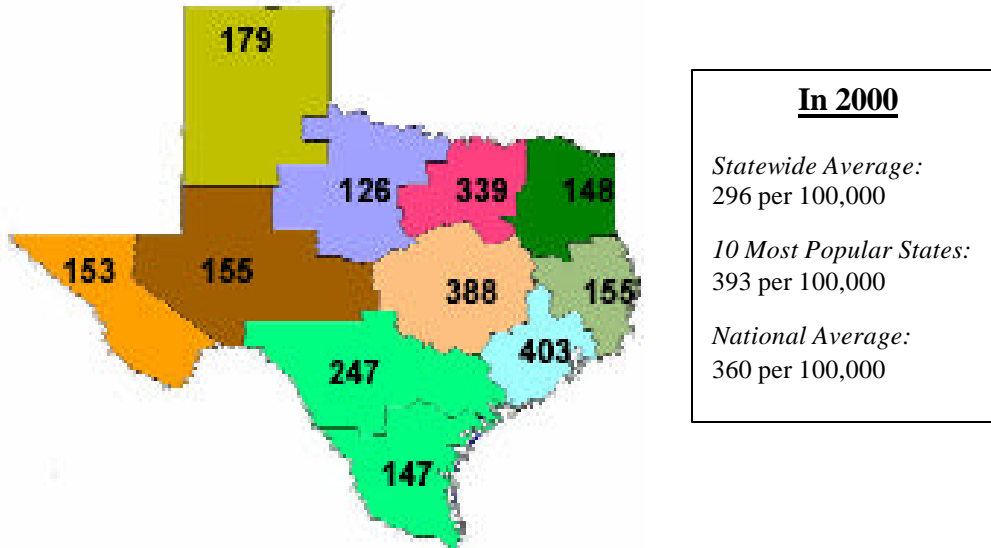 179
126
339
148
153
155
388
155
403
247
147
In 2000
Statewide Average:
296 per 100,000
10 Most Popular States:
393 per 100,000
National Average:
360 per 100,000